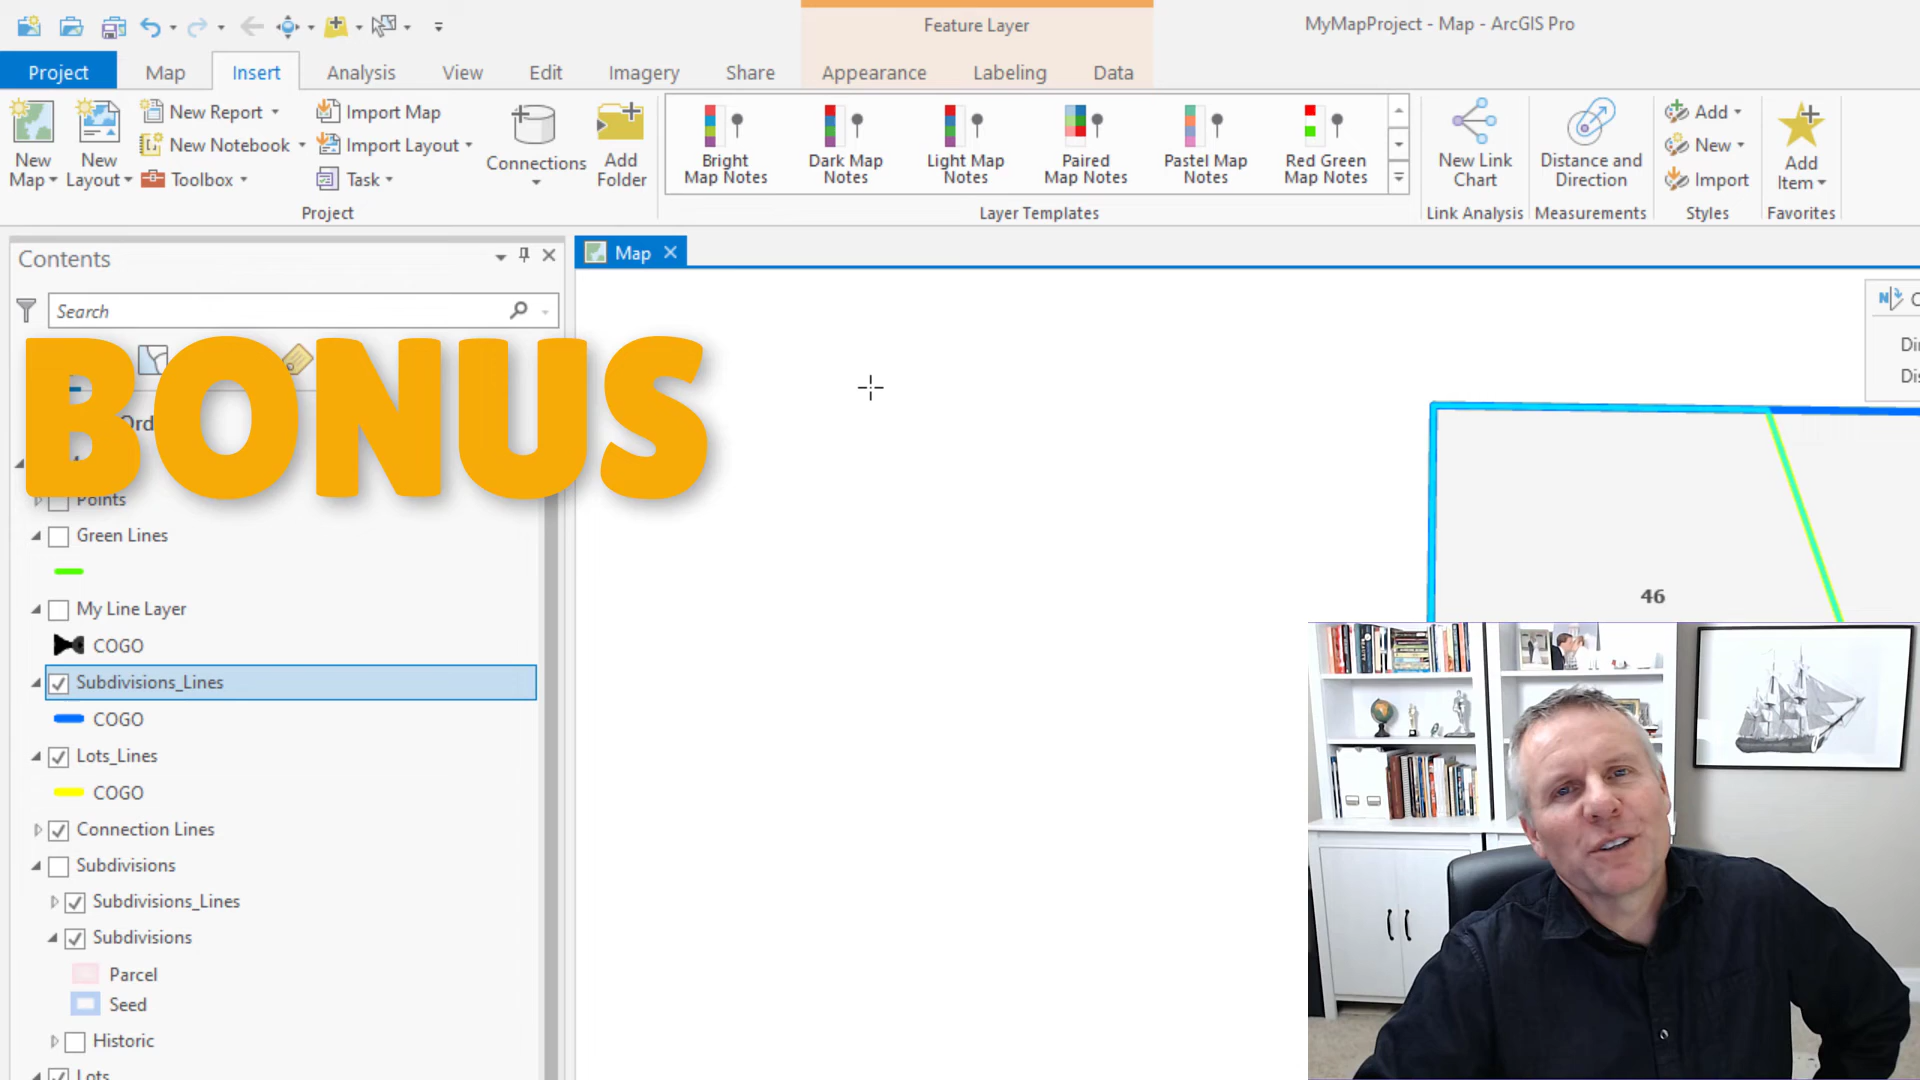 Feature Layer
MyMapProject - Map - ArcGIS Pro
Project
Map
Insert
Analysis
View
Edit
Imagery
Share
Appearance
Labeling
Data
New
Map
New
Layout
New Report
New Notebook
Toolbox
Import Map
Import Layout
Task
Project
Connections
Add
Folder
Bright
Map Notes
Dark Map
Notes
Light Map
Notes
Paired
Map Notes
Pastel Map
Notes
Red Green
Map Notes
Layer Templates
New Link
Chart
Link Analysis
Distance and
Direction
Measurements
Add
New
Import
Styles
Add
Item
Favorites
Contents
Map
Search
BONUS
Points
Green Lines
My Line Layer
COGO
Subdivisions_Lines
COGO
Lots_Lines
COGO
Connection Lines
Subdivisions
Subdivisions_Lines
Subdivisions
Parcel
Seed
Historic
Lots
46